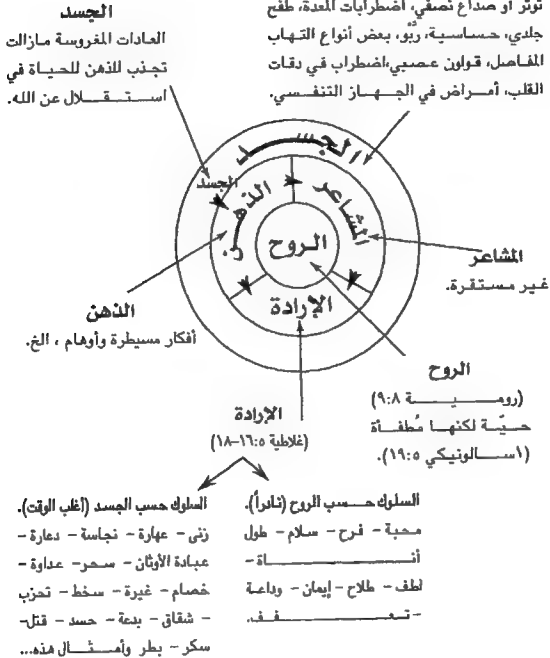 الجسد
العادات المغروسة مازالت
تجذب للذهن للحياة في
استقلال عن الله.
توتر أو صداع نصفي، اضطرابات المعدة، طفح
جلدي، حساسية، ربو، بعض أنواع التهاب
المفاصل، قولون عصبي،اضطراب في دقات
القلب، أمراض في الجهاز التنفسي.
الجسد
الجسد
الذهن
المشاعر
الروح
الإرادة
المشاعر
غير مستقرة.
الذهن
أفكار مسيطرة وأوهام ، الخ.
الروح
(رومية ٩:٨)
حيّة لكنها مُطفأة
(١سالونيكي ١٩:٥).
الإرادة
(غلاطية ١٦:٥–١٨)
السلوك حسب الروح (نادراً).
محبة – فرح – سلام – طول
أناة –
لطف – طلاح – إيمان – وداعة
– تعفف.
السلوك حسب الجسد (أغلب الوقت).
زنى – عهارة – نجاسة – دعارة –
عبادة الأوثان – سحر – عداوة –
خصام – غيرة – سخط – تحزب
– شقاق – بدعة – حسد – قتل–
سكر – بطر وأمثال هذه...